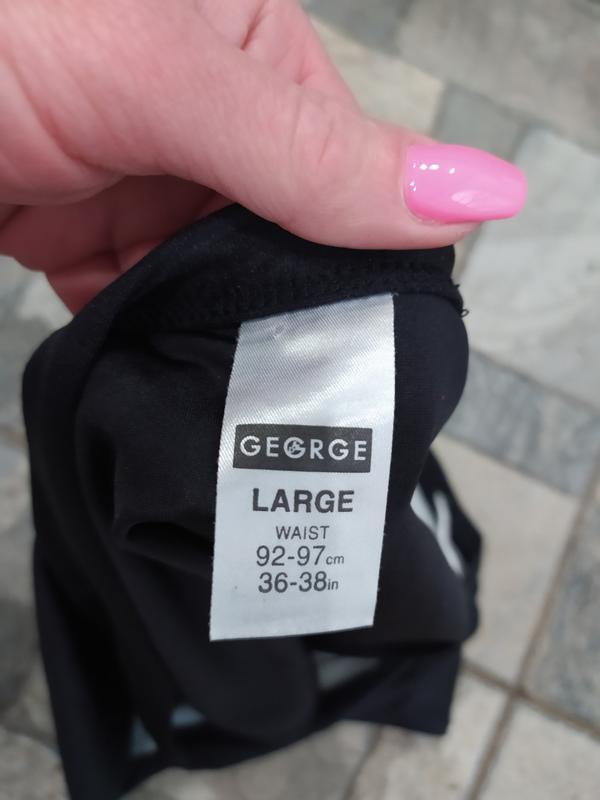 GEORGE
LARGE
WAIST
92-97cm
36-38in